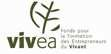 vivea
Fonds pour
la Formation
des Entrepreneurs
du Vivant